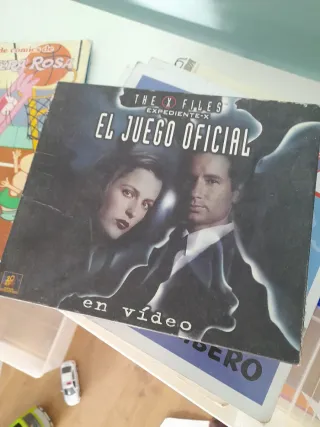 ROSA
THE X FILES
EXPEDIENTE-X
EL JUEGO OFICIAL
en vídeo
BERO